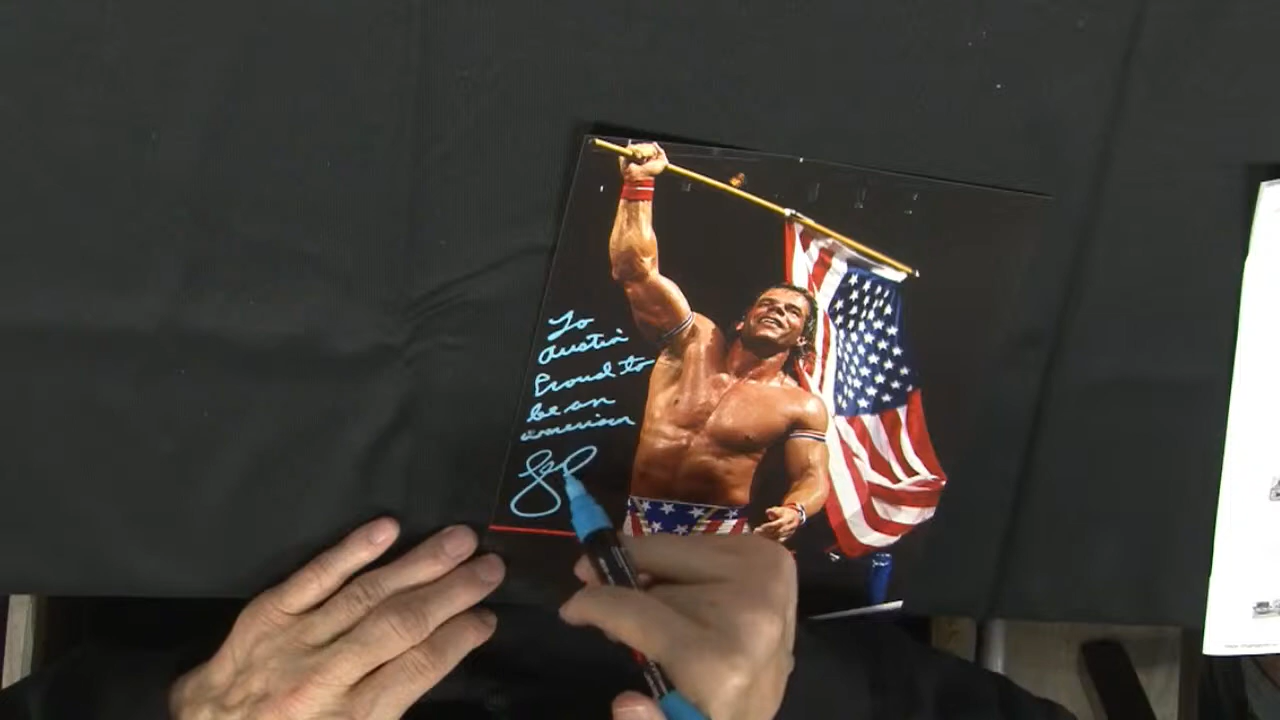 To
Austin
Proud to
be an
american